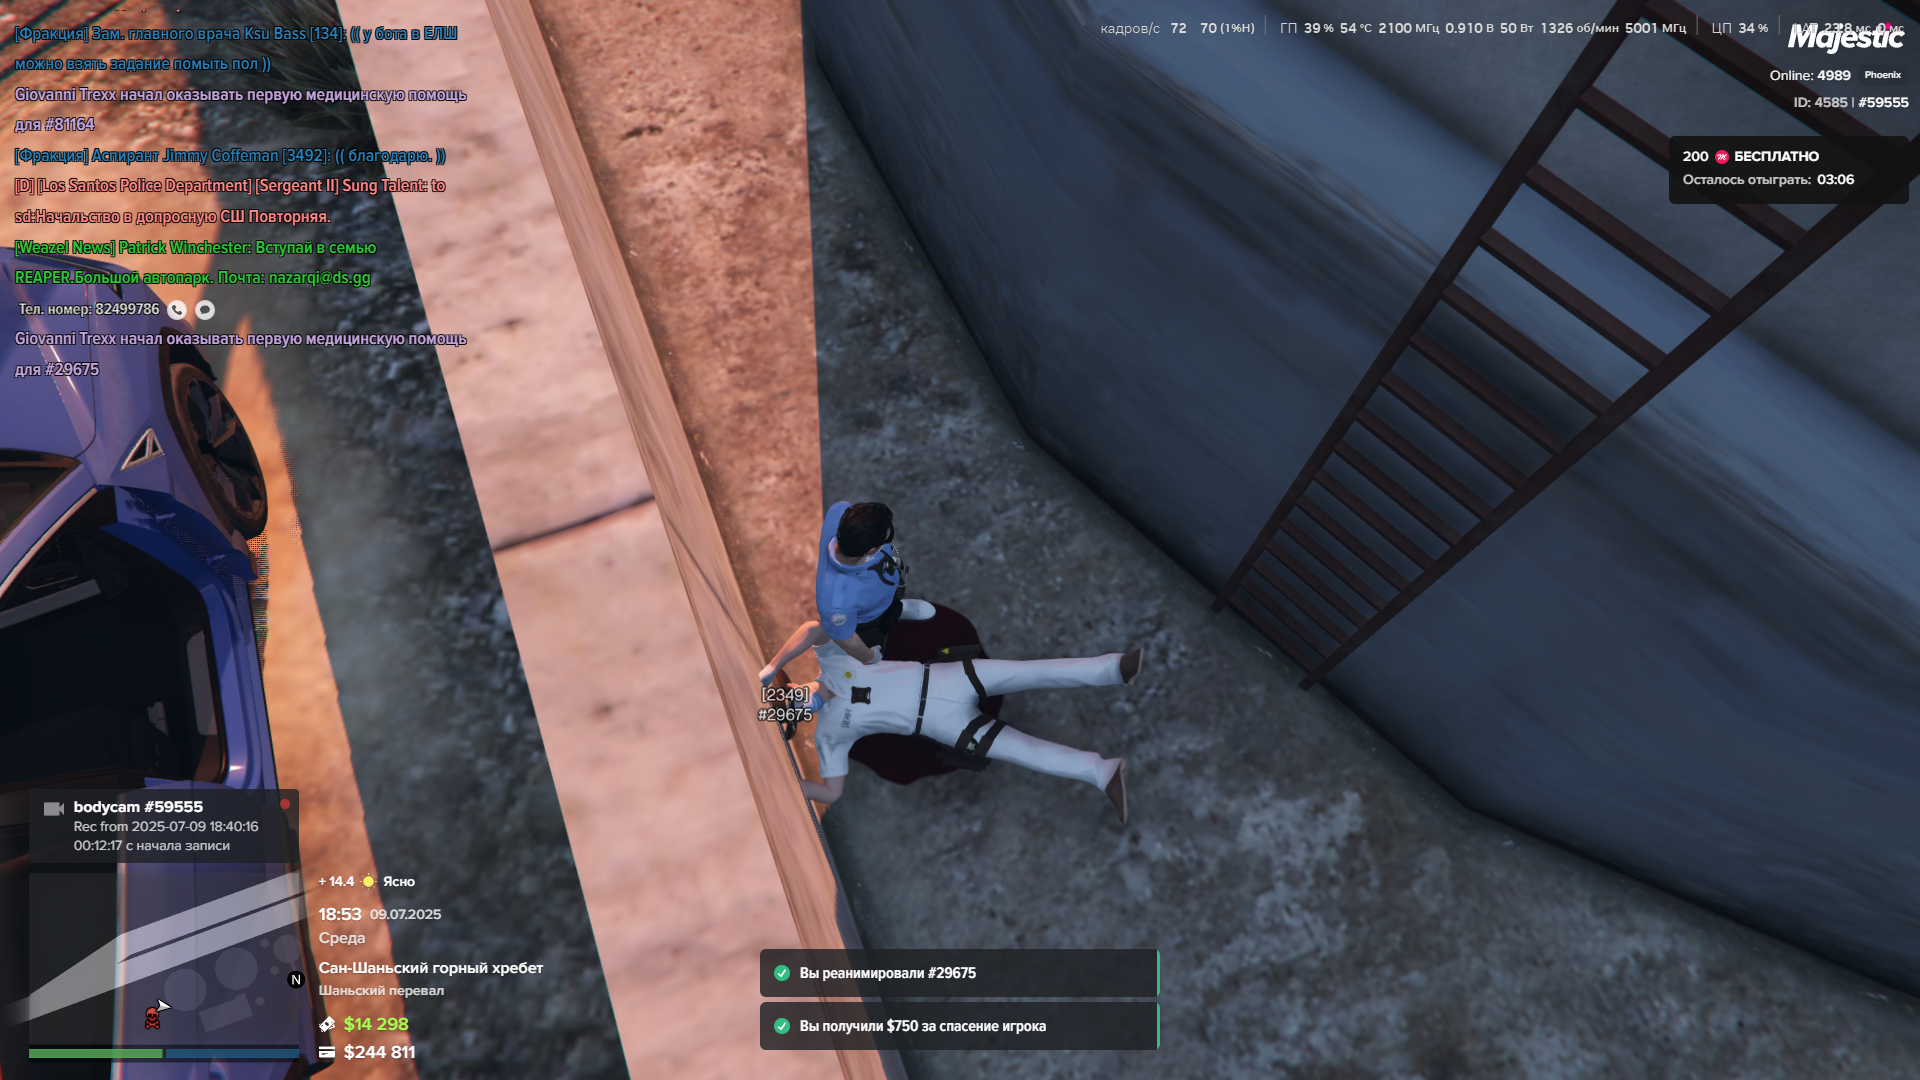 [Фракция] Зам. главного врача Ksu Bass [134]: (( у бота в ЕЛШ
можно взять задание помыть пол ))
Giovanni Trexx начал оказывать первую медицинскую помощь
для #81164
[Фракция] Аспирант Jimmy Coffeman [3492]: (( благодарю. ))
[D] [Los Santos Police Department] [Sergeant II] Sung Talent: to
sd:Начальство в допросную СШ Повторняя.
[Weazel News] Patrick Winchester: Вступай в семью
REAPER.Большой автопарк. Почта: nazarqi@ds.gg
Тел. номер: 82499786
Giovanni Trexx начал оказывать первую медицинскую помощь
для #29675
кадров/с 72 70 (1%H) ГП 39 % 54 °C 2100 МГц 0.910 В 50 Вт 1326 об/мин 5001 МГц ЦП 34 %
Majestic
Online: 4989 Phoenix
ID: 4585 | #59555
200 БЕСПЛАТНО
Осталось отыграть: 03:06
[2349]
#29675
bodycam #59555
Rec from 2025-07-09 18:40:16
00:12:17 с начала записи
N
+ 14.4 Ясно
18:53 09.07.2025
Среда
Сан-Шаньский горный хребет
Шаньский перевал
$14 298
$244 811
Вы реанимировали #29675
Вы получили $750 за спасение игрока